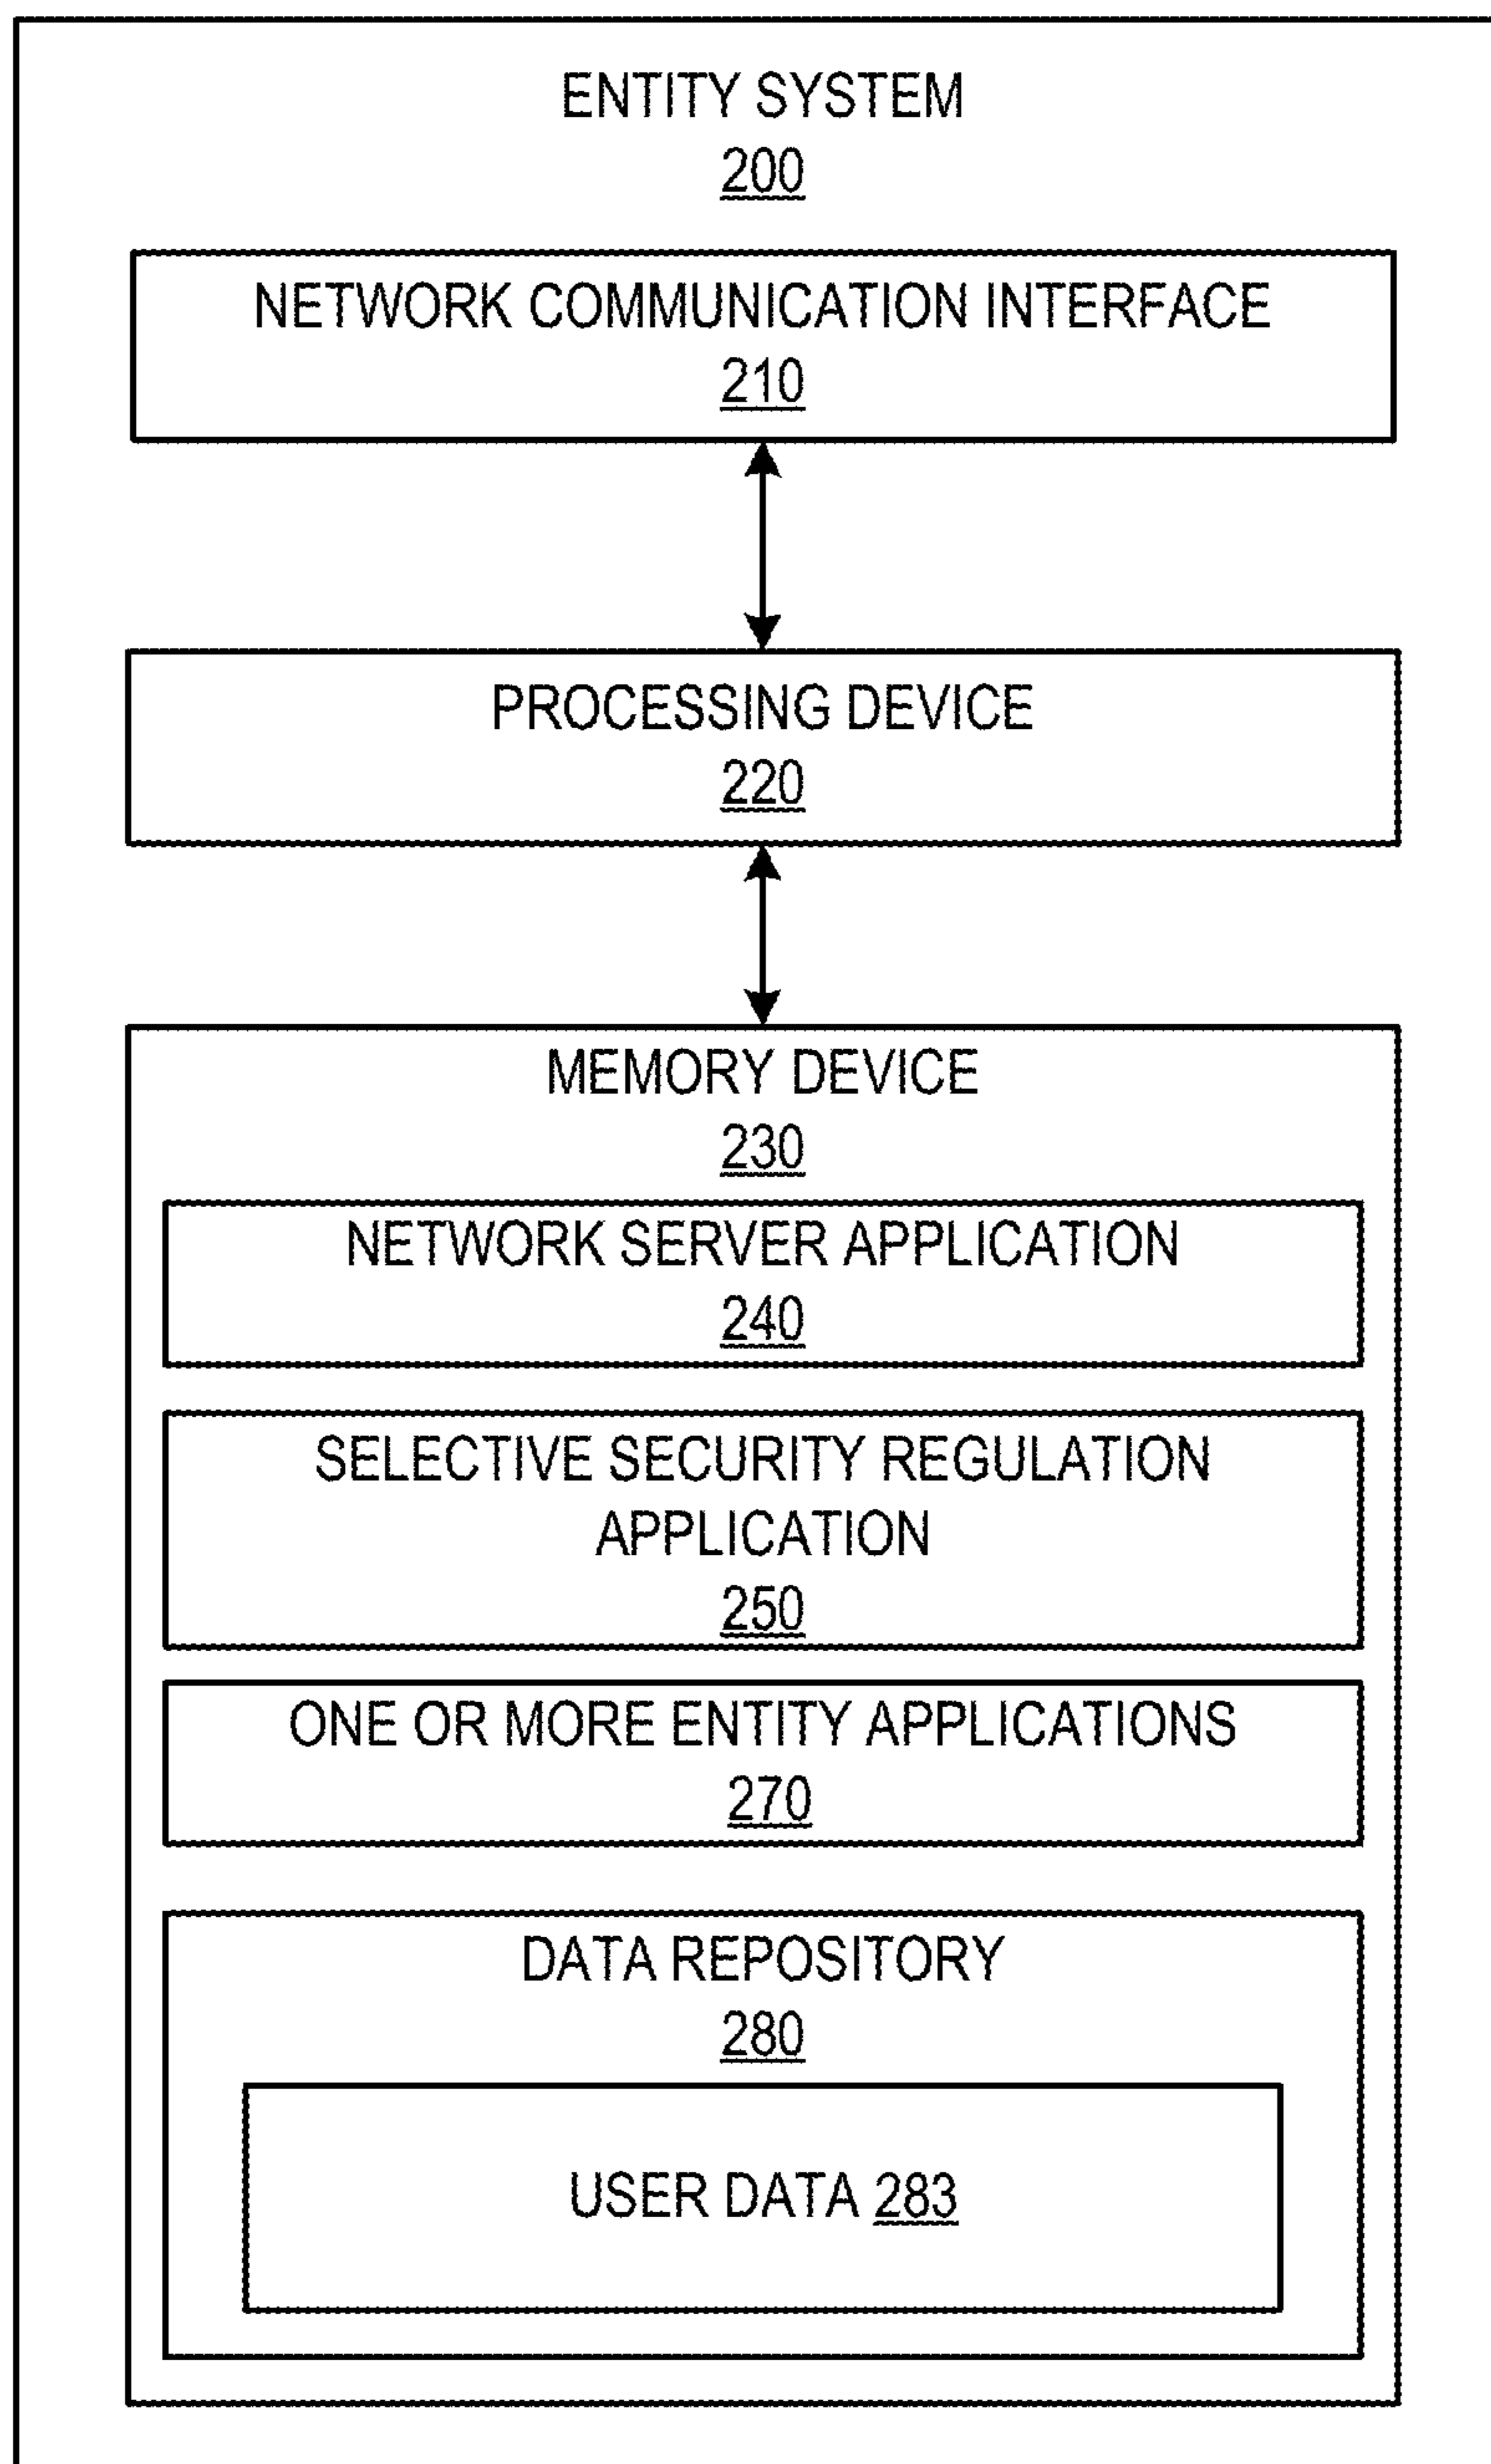 ENTITY SYSTEM
200
NETWORK COMMUNICATION INTERFACE
210
PROCESSING DEVICE
220
MEMORY DEVICE
230
NETWORK SERVER APPLICATION
240
SELECTIVE SECURITY REGULATION
APPLICATION
250
ONE OR MORE ENTITY APPLICATIONS
270
DATA REPOSITORY
280
USER DATA 283